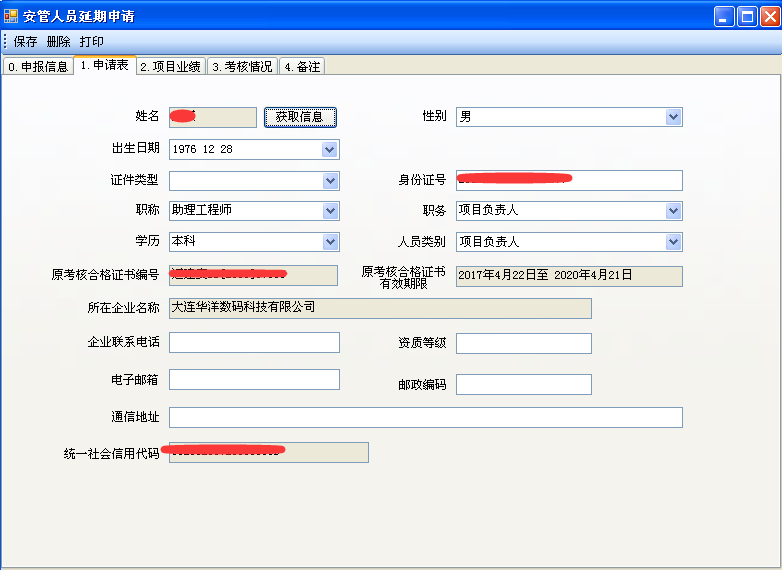 安管人员延期申请
保存 删除 打印
0.申报信息 1.申请表 2.项目业绩 3.考核情况 4.备注
姓名 获取信息 性别 男
出生日期 1976 12 28
证件类型 身份证号
职称 助理工程师 职务 项目负责人
学历 本科 人员类别 项目负责人
原考核合格证书编号 原考核合格证书
有效期限 2017年4月22日至 2020年4月21日
所在企业名称 大连华洋数码科技有限公司
企业联系电话 资质等级
电子邮箱 邮政编码
通信地址
统一社会信用代码